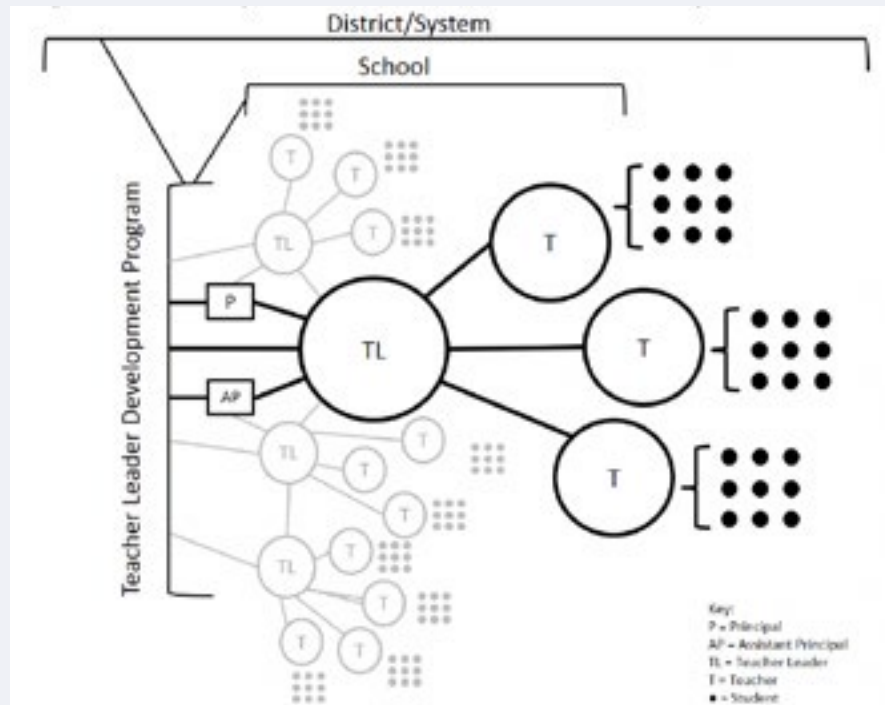 District/System
School
Teacher Leader Development Program
T
T
T
TL
P
TL
AP
T
T
T
TL
T
T
T
TL
T
T
T
T
Key:
P = Principal
AP = Assistant Principal
TL = Teacher Leader
T = Teacher
● = Student